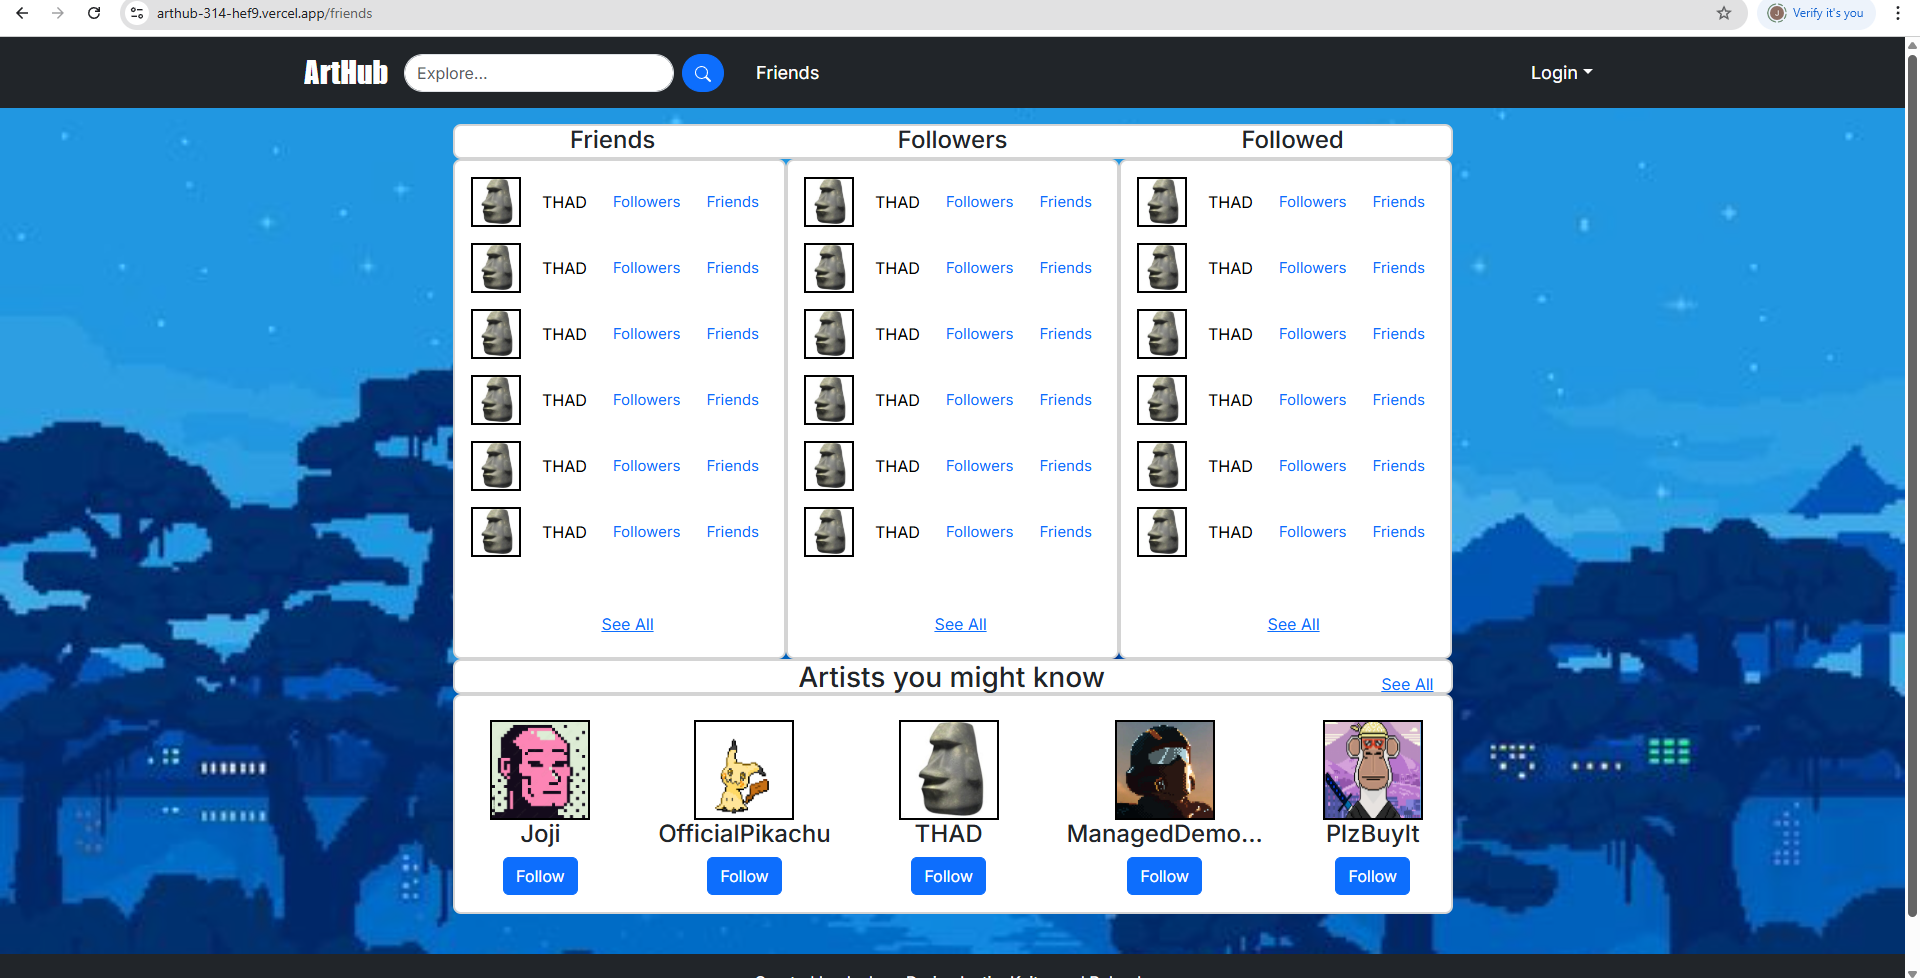 arthub-314-hef9.vercel.app/friends
Verify it's you
ArtHub Explore... Friends Login
Friends Followers Followed
THAD Followers Friends THAD Followers Friends THAD Followers Friends
THAD Followers Friends THAD Followers Friends THAD Followers Friends
THAD Followers Friends THAD Followers Friends THAD Followers Friends
THAD Followers Friends THAD Followers Friends THAD Followers Friends
THAD Followers Friends THAD Followers Friends THAD Followers Friends
THAD Followers Friends THAD Followers Friends THAD Followers Friends
See All See All See All
Artists you might know See All
Joji OfficialPikachu THAD ManagedDemo... PlzBuyIt
Follow Follow Follow Follow Follow